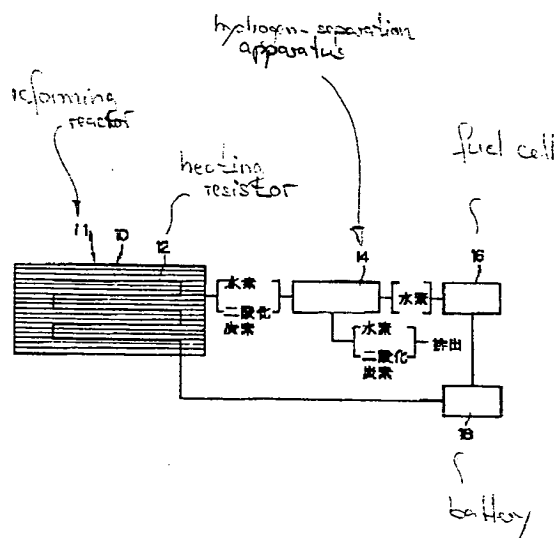 hydrogen-separation
apparatus
reforming
reactor
heating
resistor
fuel cell
11
10
12
14
16
水素
二酸化
炭素
水素
水素
二酸化
炭素
排出
18
battery